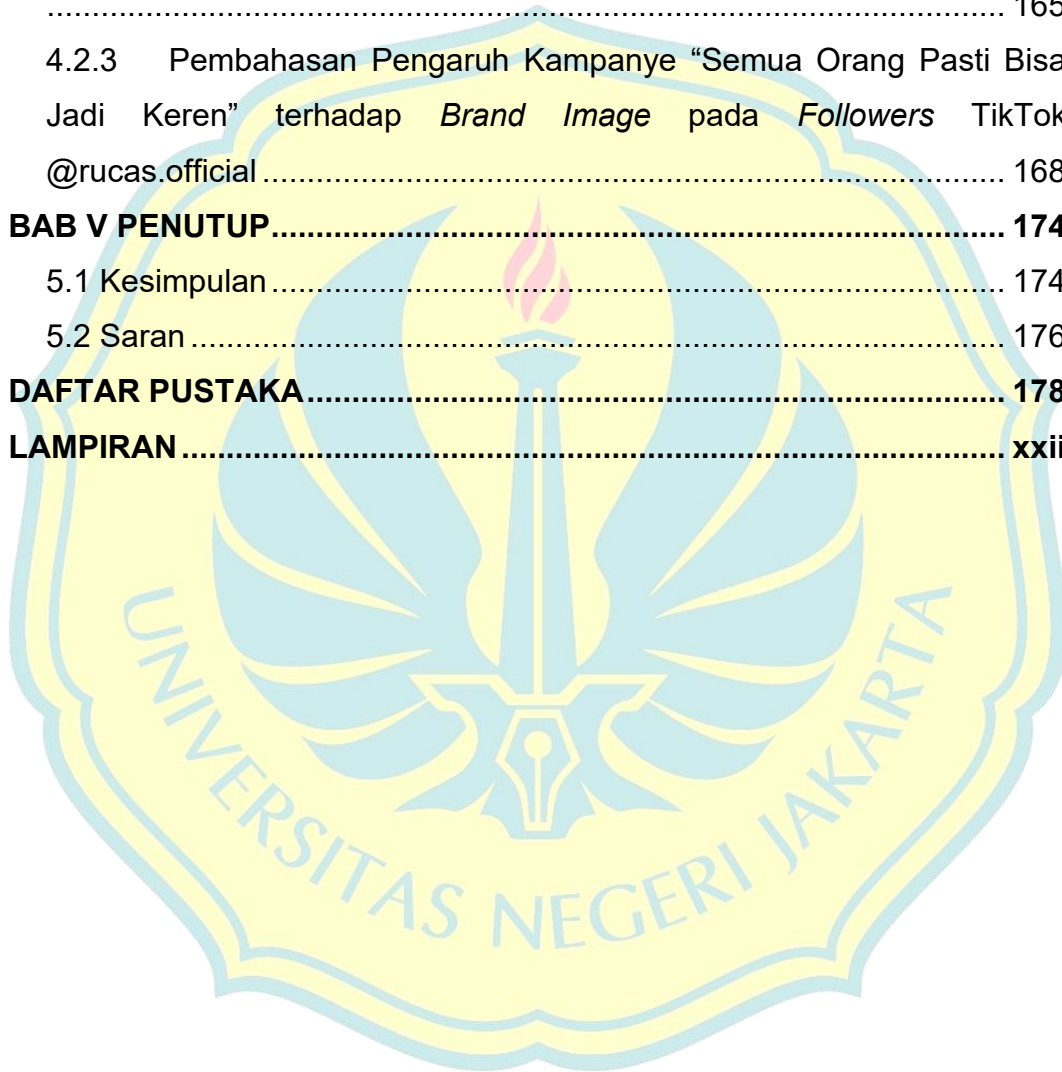 ........................................................................................................ 165
4.2.3 Pembahasan Pengaruh Kampanye “Semua Orang Pasti Bisa
Jadi Keren” terhadap Brand Image pada Followers TikTok
@rucas.official ................................................................................ 168
BAB V PENUTUP................................................................................ 174
5.1 Kesimpulan ................................................................................ 174
5.2 Saran ......................................................................................... 176
DAFTAR PUSTAKA............................................................................ 178
LAMPIRAN ......................................................................................... xxii
UNIVERSITAS NEGERI JAKARTA